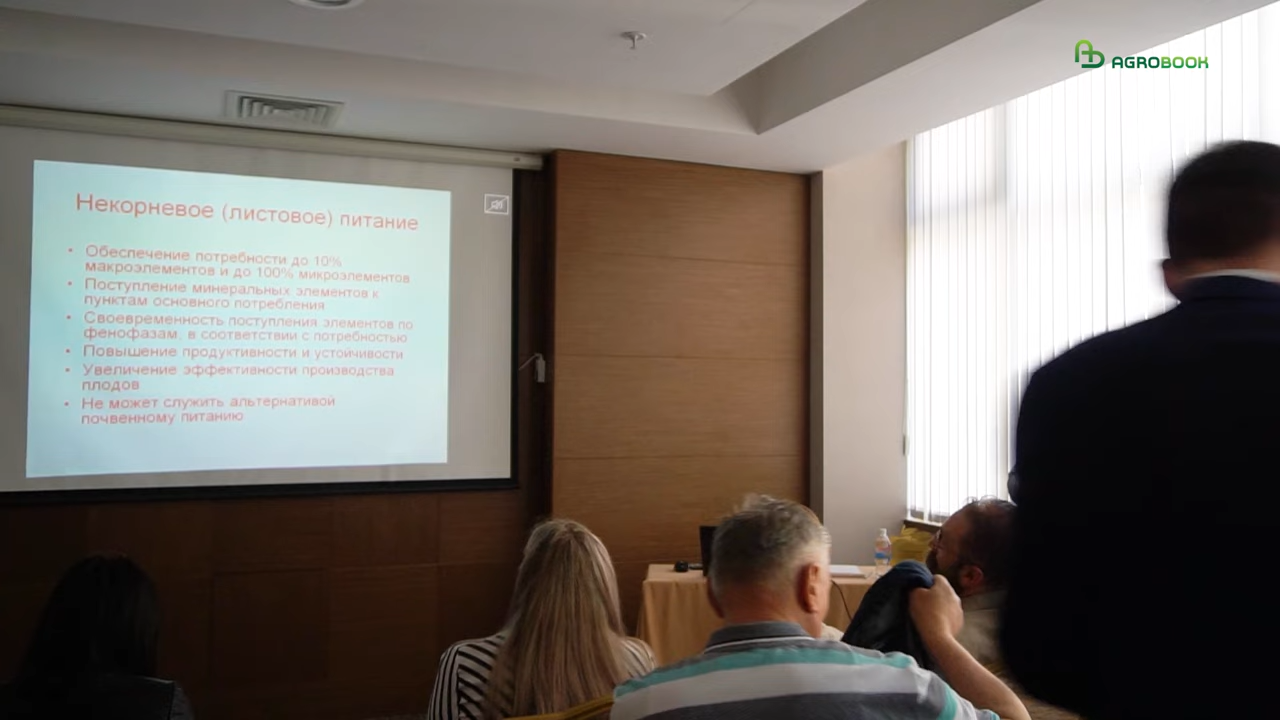 AGROBOOK
Некорневое (листовое) питание
• Обеспечение потребности до 10%
макроэлементов и до 100% микроэлементов
• Поступление минеральных элементов к
пунктам основного потребления
• Своевременность поступления элементов по
фенофазам, в соответствии с потребностью
• Повышение продуктивности и устойчивости
• Увеличение эффективности производства
плодов
• Не может служить альтернативой
почвенному питанию